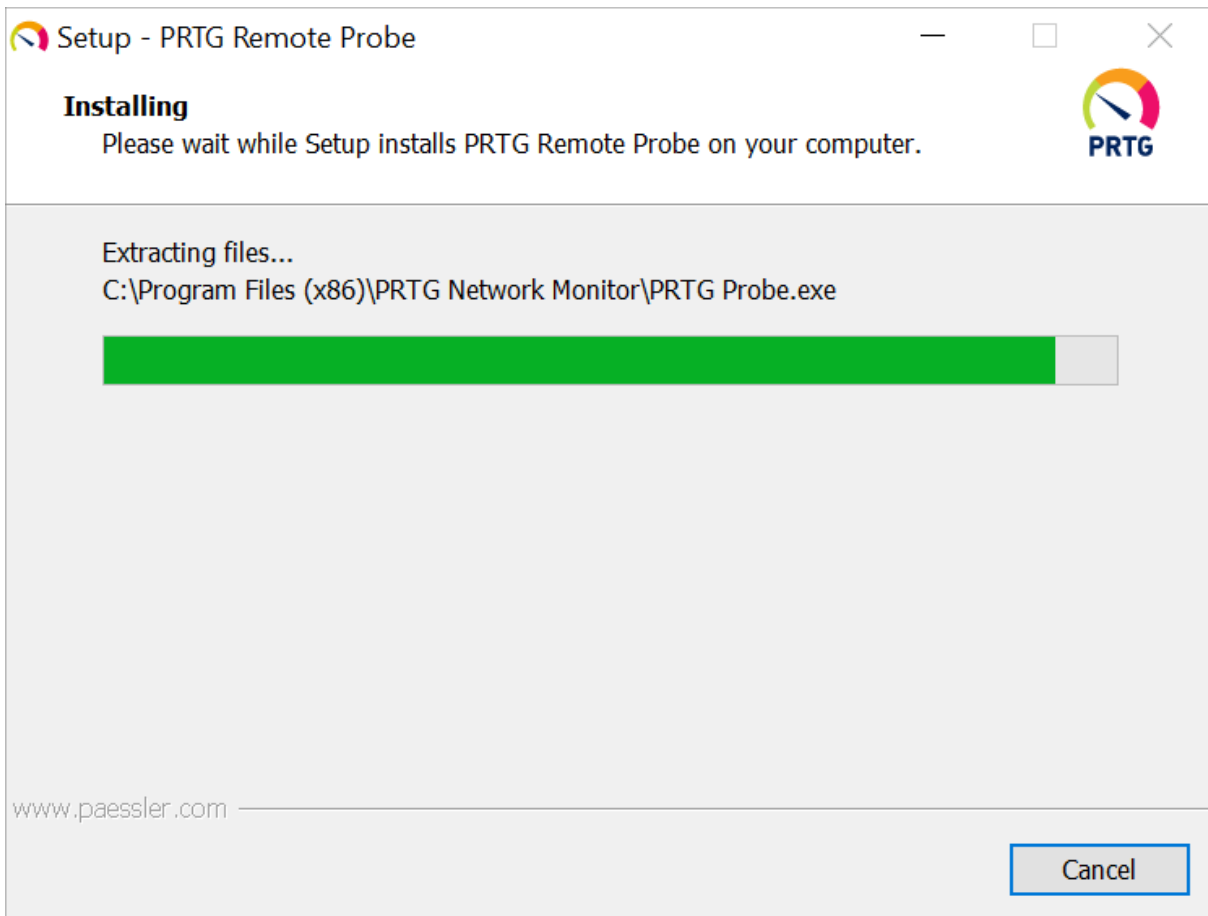 Setup - PRTG Remote Probe
Installing
Please wait while Setup installs PRTG Remote Probe on your computer.
PRTG
Extracting files...
C:\Program Files (x86)\PRTG Network Monitor\PRTG Probe.exe
www.paessler.com
Cancel